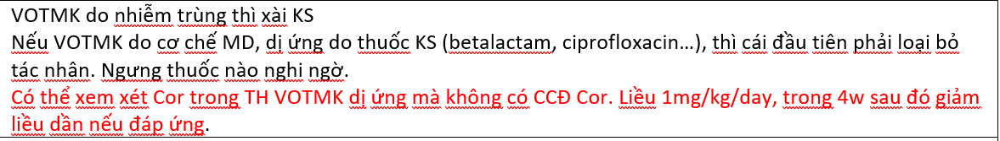 VOTMK do nhiễm trùng thì xài KS
Nếu VOTMK do cơ chế MD, dị ứng do thuốc KS (betalactam, ciprofloxacin…), thì cái đầu tiên phải loại bỏ
tác nhân. Ngưng thuốc nào nghi ngờ.
Có thể xem xét Cor trong TH VOTMK dị ứng mà không có CCĐ Cor. Liều 1mg/kg/day, trong 4w sau đó giảm
liều dần nếu đáp ứng.